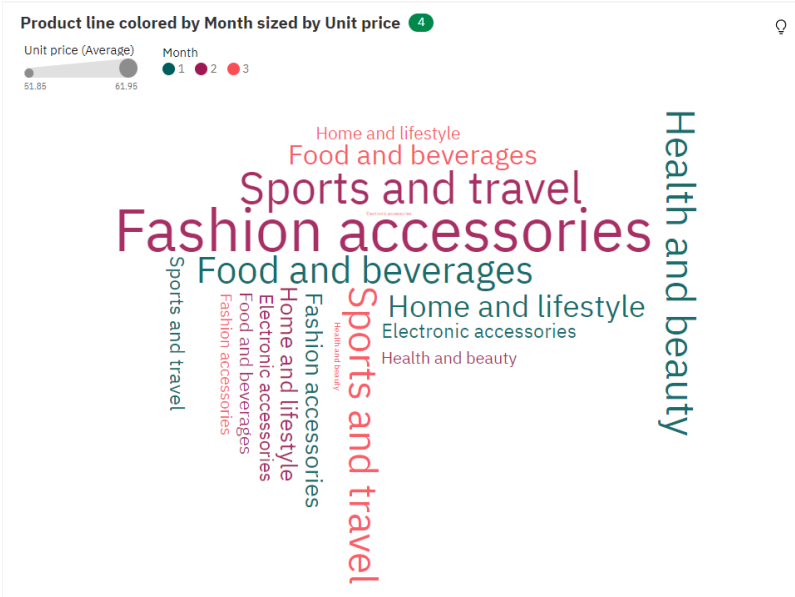 Product line colored by Month sized by Unit price 4
Unit price (Average)
51.85 61.95
Month
1 2 3
Home and lifestyle
Food and beverages
Sports and travel
Electronic accessories
Fashion accessories
Food and beverages
Health and beauty
Sports and travel
Fashion accessories
Food and beverages
Electronic accessories
Home and lifestyle
Fashion accessories
Health and beauty
Sports and travel
Home and lifestyle
Electronic accessories
Health and beauty